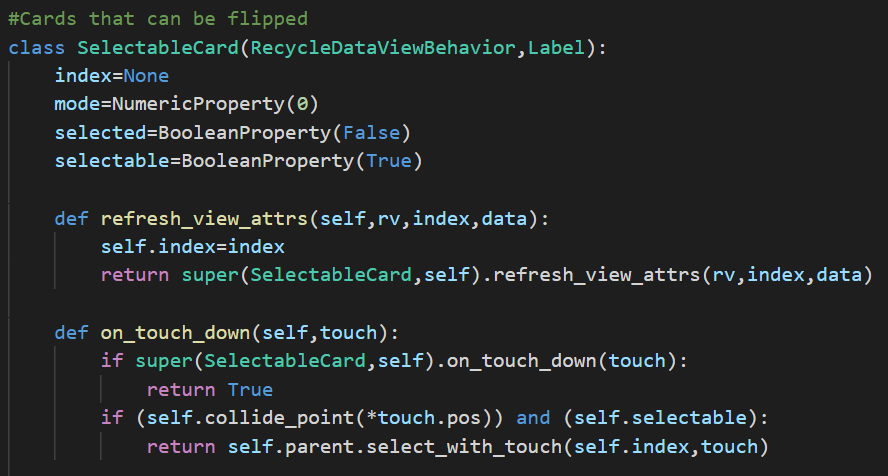 #Cards that can be flipped
class SelectableCard(RecycleDataViewBehavior,Label):
    index=None
    mode=NumericProperty(0)
    selected=BooleanProperty(False)
    selectable=BooleanProperty(True)

    def refresh_view_attrs(self,rv,index,data):
        self.index=index
        return super(SelectableCard,self).refresh_view_attrs(rv,index,data)

    def on_touch_down(self,touch):
        if super(SelectableCard,self).on_touch_down(touch):
            return True
        if (self.collide_point(*touch.pos)) and (self.selectable):
            return self.parent.select_with_touch(self.index,touch)